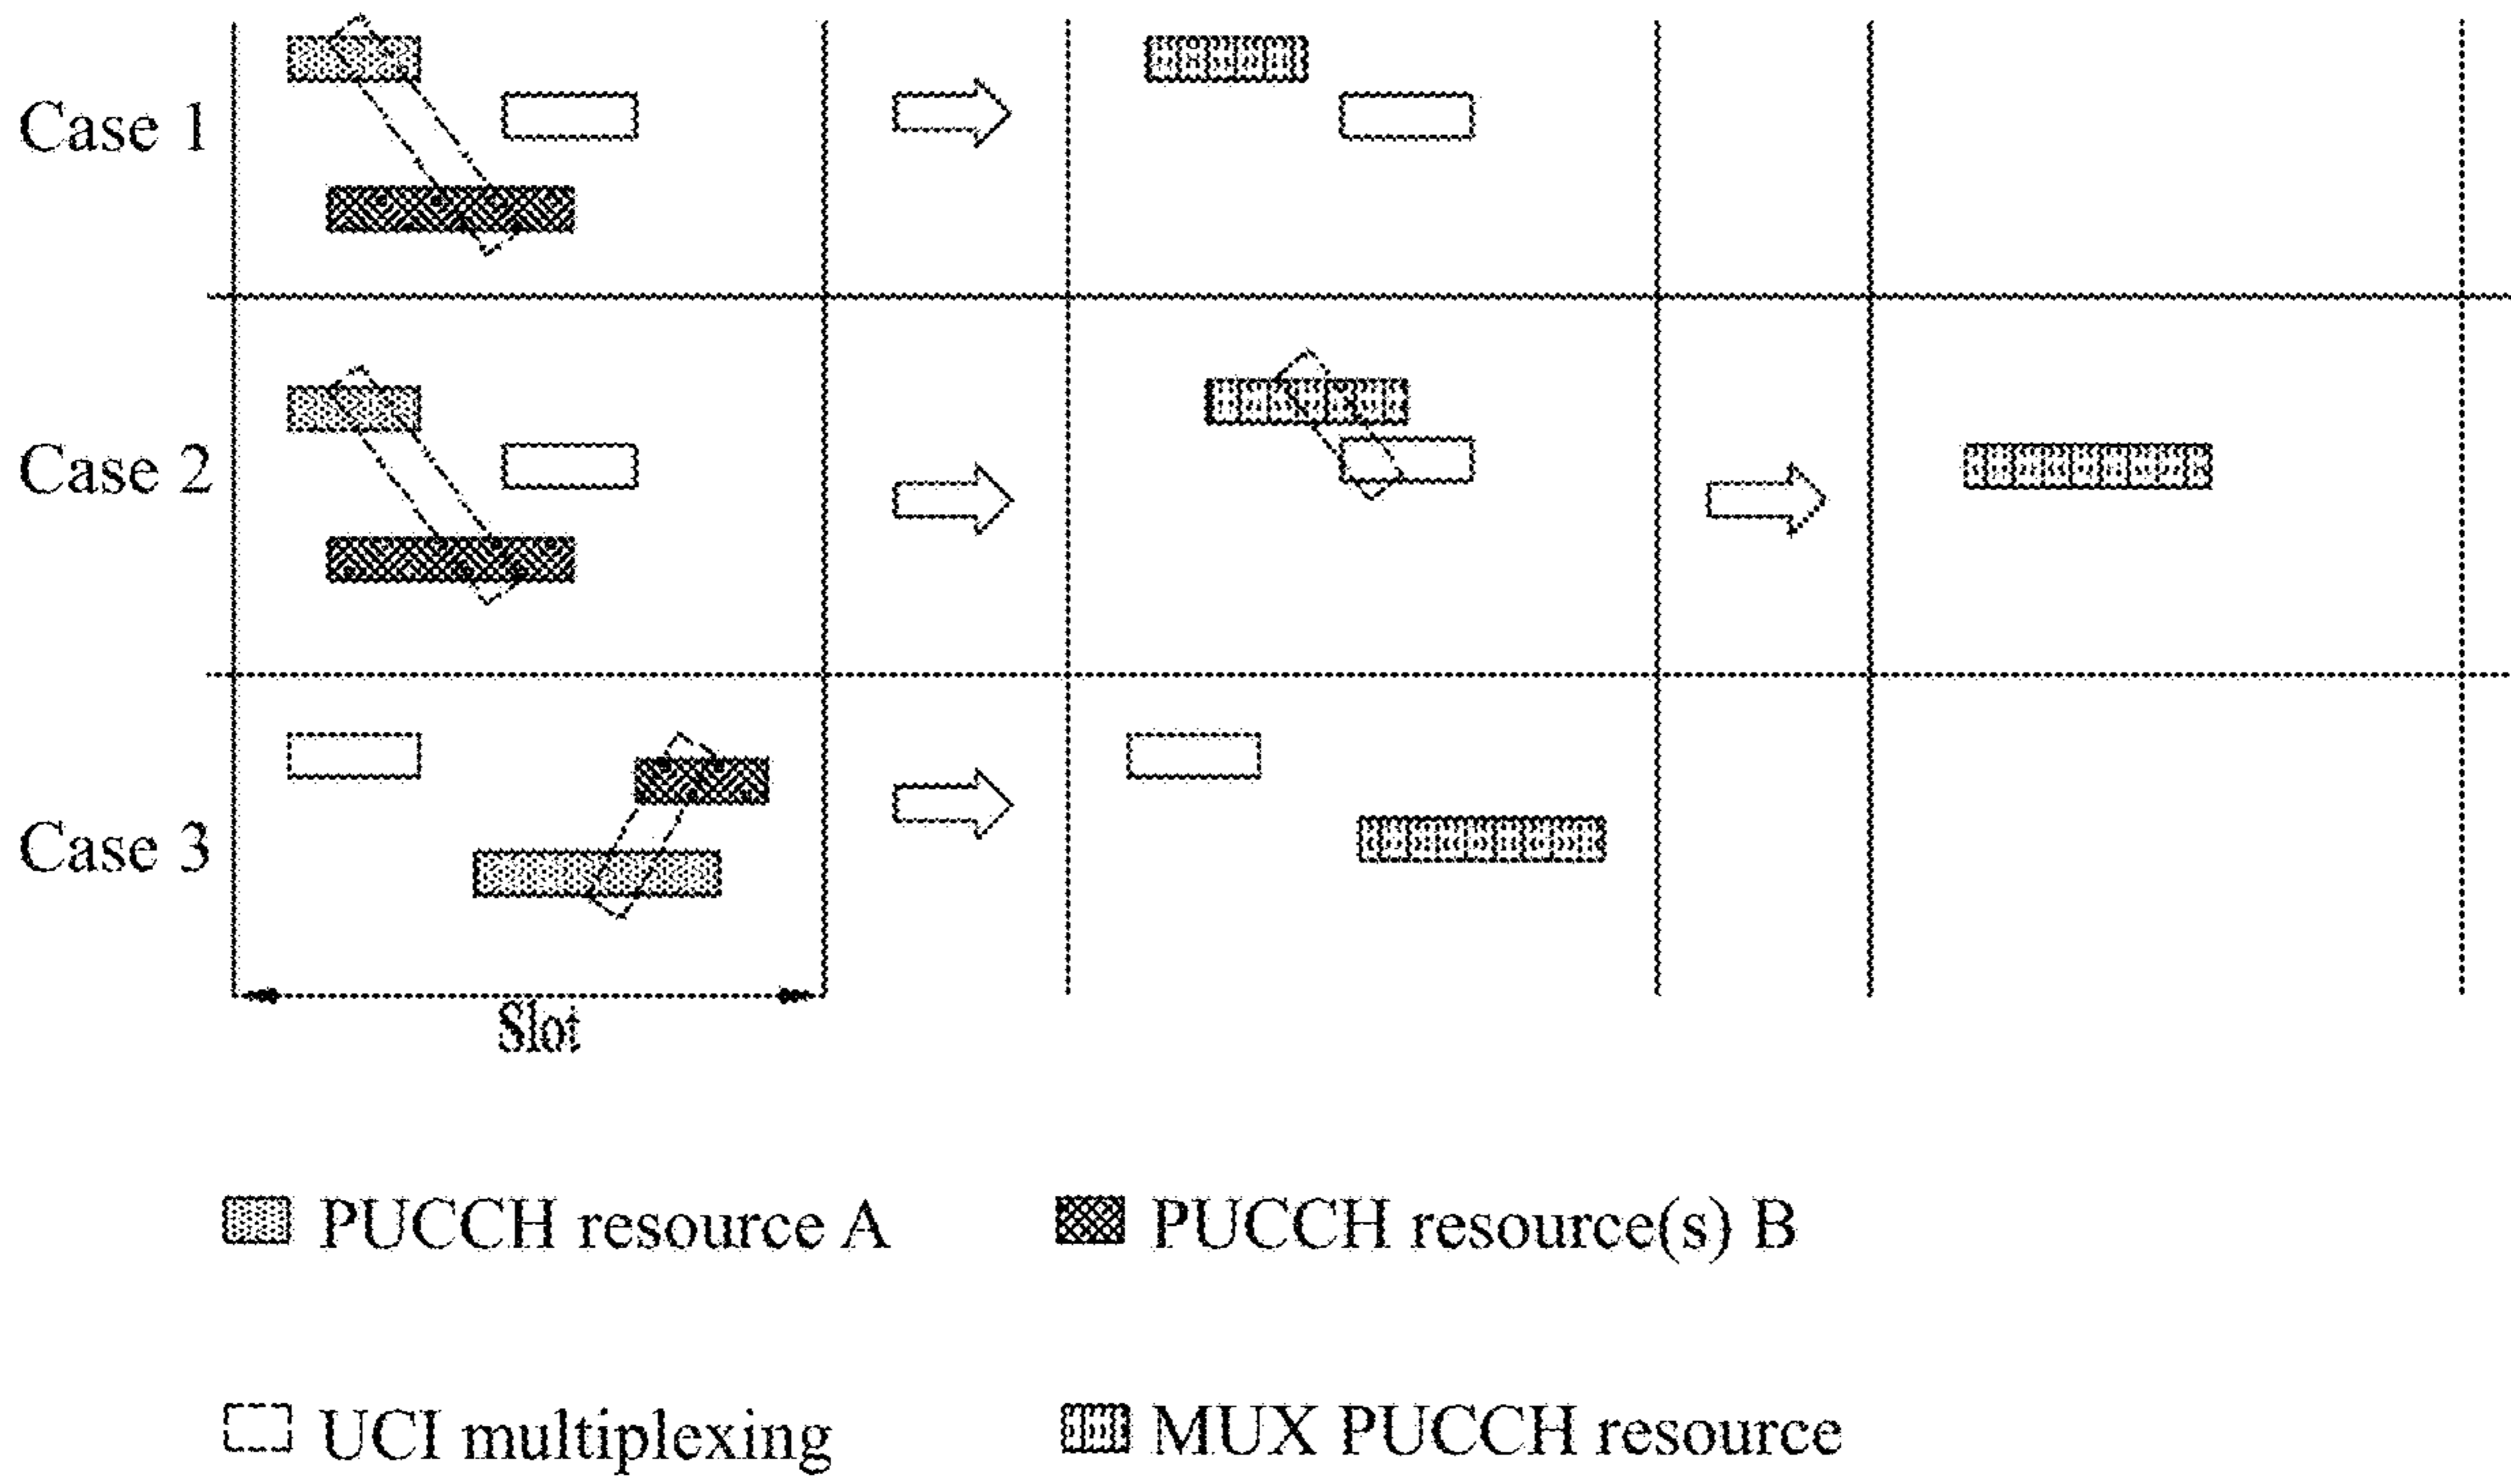 Case 1
Case 2
Case 3
Slot
PUCCH resource A
PUCCH resource(s) B
UCI multiplexing
MUX PUCCH resource